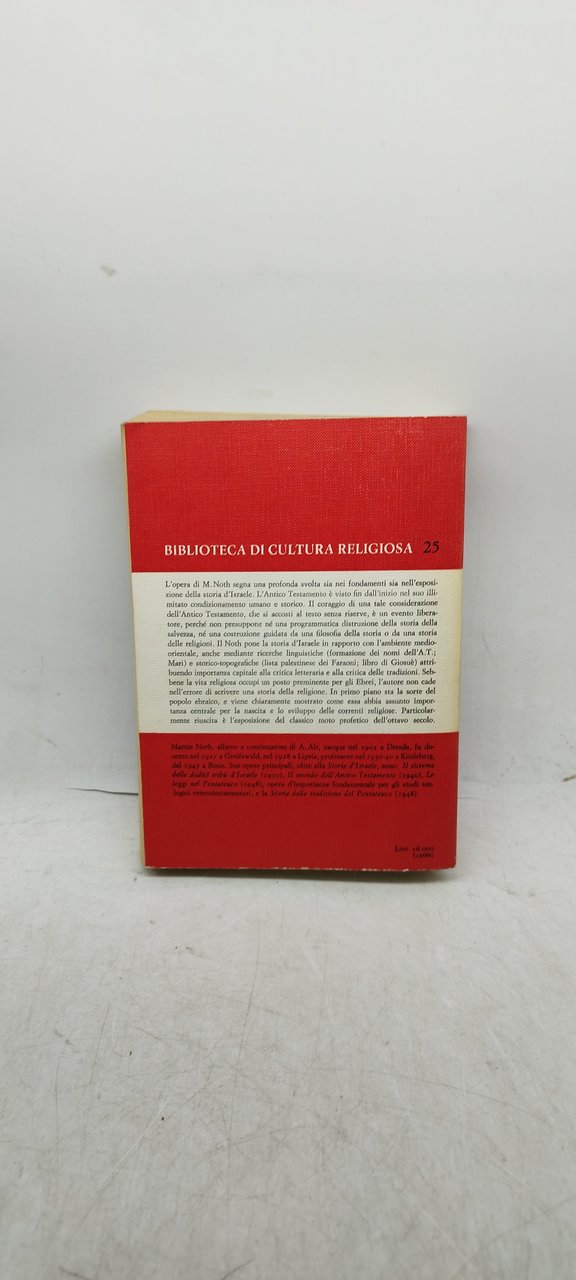 BIBLIOTECA DI CULTURA RELIGIOSA 25
L'opera di M. Noth segna una profonda svolta sia nei fondamenti sia nell'esposi-
zione della storia d'Israele. L'Antico Testamento è visto fin dall'inizio nel suo illi-
mitato condizionamento umano e storico. Il coraggio di una tale considerazione
dell'Antico Testamento, che si accosti al testo senza riserve, è un evento libera-
tore, perché non presuppone né una programmatica distruzione della storia della
salvezza, né una costruzione guidata da una filosofia della storia o da una storia
delle religioni. Il Noth pone la storia d'Israele in rapporto con l'ambiente medio-
orientale, anche mediante ricerche linguistiche (formazione dei nomi dell'A.T.;
Mari) e storico-topografiche (lista palestinese dei Faraoni; libro di Giosuè) attri-
buendo importanza capitale alla critica letteraria e alla critica delle tradizioni. Seb-
bene la vita religiosa occupi un posto preminente per gli Ebrei, l'autore non cade
nell'errore di scrivere una storia della religione. In primo piano sta la sorte del
popolo ebraico, e viene chiaramente mostrato come essa abbia assunto impor-
tanza centrale per la nascita e lo sviluppo delle correnti religiose. Particolar-
mente riuscita è l'esposizione del classico moto profetico dell'ottavo secolo.
Martin Noth, allievo e continuatore di A. Alt, nacque nel 1902 a Dresda, fu do-
cente nel 1927 a Greifswald, nel 1928 a Lipsia, professore nel 1930-40 a Königsberg,
dal 1945 a Bonn. Sue opere principali, oltre alla Storia d'Israele, sono: Il sistema
delle dodici tribù d'Israele (1930), Il mondo dell'Antico Testamento (1940), Le
leggi nel Pentateuco (1948), opera d'importanza fondamentale per gli studi teo-
logici veterotestamentari, e la Storia della tradizione del Pentateuco (1948).
Lire 26.000